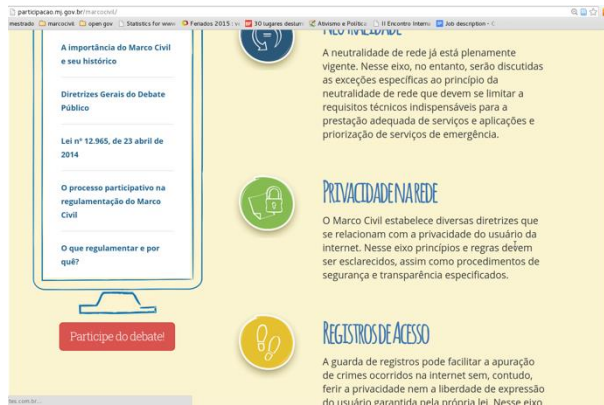 participacao.mj.gov.br/marcocivil/
mestrado marcocivil open gov Statistics for www Feriados 2015 : 30 lugares desturi Ativismo e Política II Encontro Interna Job description - C
A importância do Marco Civil
e seu histórico
Diretrizes Gerais do Debate
Público
Lei nº 12.965, de 23 abril de
2014
O processo participativo na
regulamentação do Marco
Civil
O que regulamentar e por
quê?
Participe do debate!
NEUTRALIDADE
A neutralidade de rede já está plenamente
vigente. Nesse eixo, no entanto, serão discutidas
as exceções específicas ao princípio da
neutralidade de rede que devem se limitar a
requisitos técnicos indispensáveis para a
prestação adequada de serviços e aplicações e
priorização de serviços de emergência.
PRIVACIDADE NA REDE
O Marco Civil estabelece diversas diretrizes que
se relacionam com a privacidade do usuário da
internet. Nesse eixo princípios e regras devem
ser esclarecidos, assim como procedimentos de
segurança e transparência especificados.
REGISTROS DE ACESSO
A guarda de registros pode facilitar a apuração
de crimes ocorridos na internet sem, contudo,
ferir a privacidade nem a liberdade de expressão
do usuário garantida pela própria lei. Nesse eixo